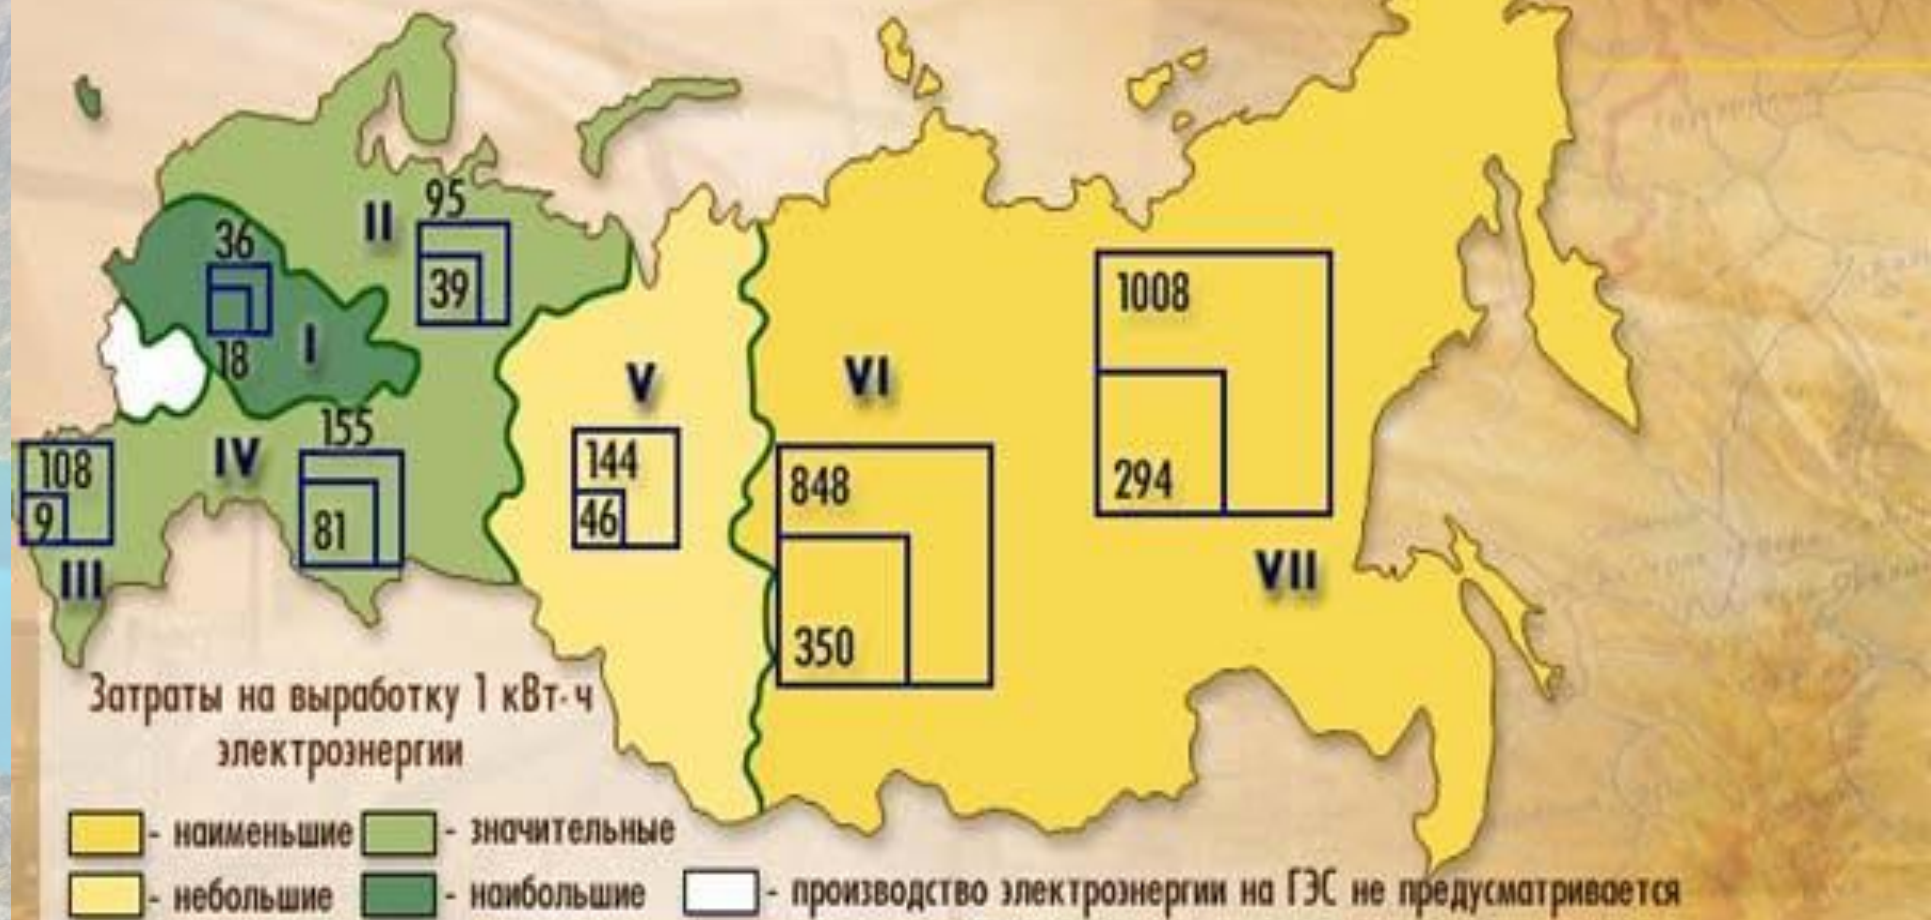 95
II
36
39
1008
I
18
V
VI
155
IV
108
144
848
294
9
81
46
III
VII
350
Затраты на выработку 1 кВт·ч
электроэнергии
- наименьшие
- значительные
- небольшие
- наибольшие
- производство электроэнергии на ГЭС не предусматривается